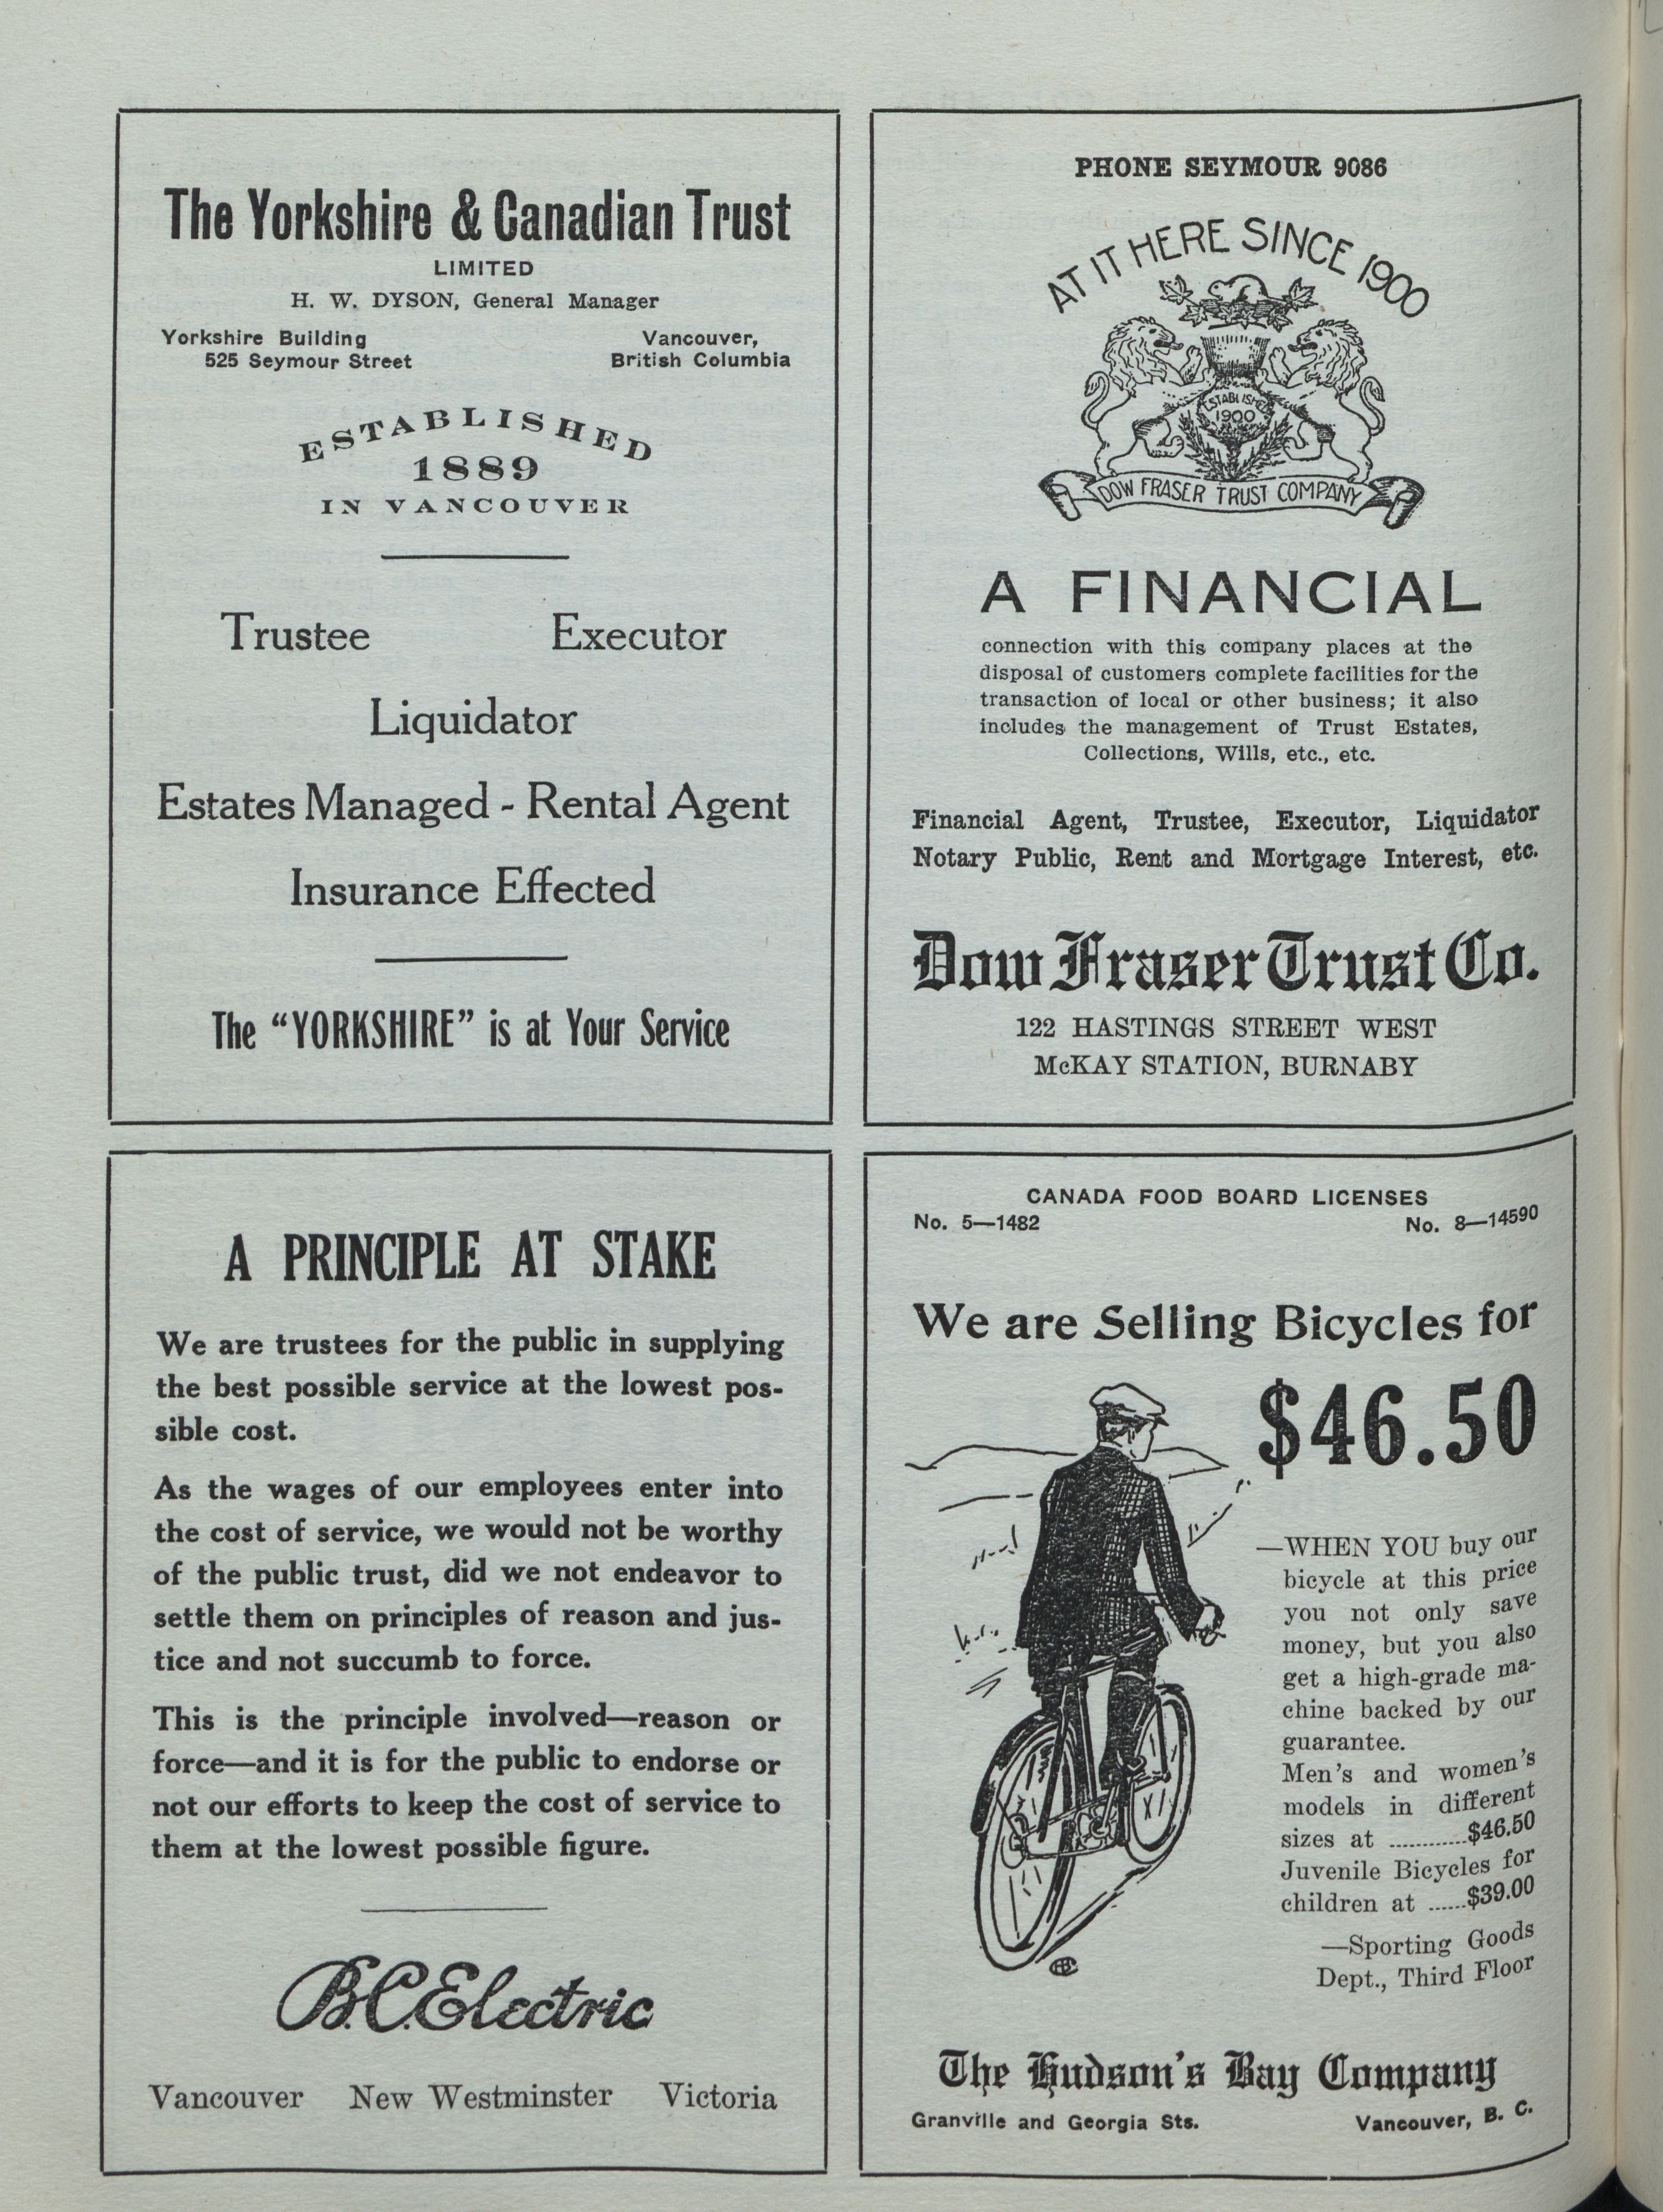 The Yorkshire & Canadian Trust
LIMITED
H. W. DYSON, General Manager
Yorkshire Building
525 Seymour Street
Vancouver,
British Columbia
ESTABLISHED
1889
IN VANCOUVER
Trustee Executor
Liquidator
Estates Managed - Rental Agent
Insurance Effected
The "YORKSHIRE" is at Your Service
PHONE SEYMOUR 9086
AT IT HERE SINCE 1900
ESTABLISHED
1900
DOW FRASER TRUST COMPANY
A FINANCIAL
connection with this company places at the
disposal of customers complete facilities for the
transaction of local or other business; it also
includes the management of Trust Estates,
Collections, Wills, etc., etc.
Financial Agent, Trustee, Executor, Liquidator
Notary Public, Rent and Mortgage Interest, etc.
Dow Fraser Trust Co.
122 HASTINGS STREET WEST
McKAY STATION, BURNABY
A PRINCIPLE AT STAKE
We are trustees for the public in supplying
the best possible service at the lowest pos-
sible cost.
As the wages of our employees enter into
the cost of service, we would not be worthy
of the public trust, did we not endeavor to
settle them on principles of reason and jus-
tice and not succumb to force.
This is the principle involved—reason or
force—and it is for the public to endorse or
not our efforts to keep the cost of service to
them at the lowest possible figure.
B.C. Electric
Vancouver New Westminster Victoria
CANADA FOOD BOARD LICENSES
No. 5—1482 No. 8—14590
We are Selling Bicycles for
$46.50
—WHEN YOU buy our
bicycle at this price
you not only save
money, but you also
get a high-grade ma-
chine backed by our
guarantee.
Men's and women's
models in different
sizes at ............$46.50
Juvenile Bicycles for
children at ......$39.00
—Sporting Goods
Dept., Third Floor
The Hudson's Bay Company
Granville and Georgia Sts. Vancouver, B. C.